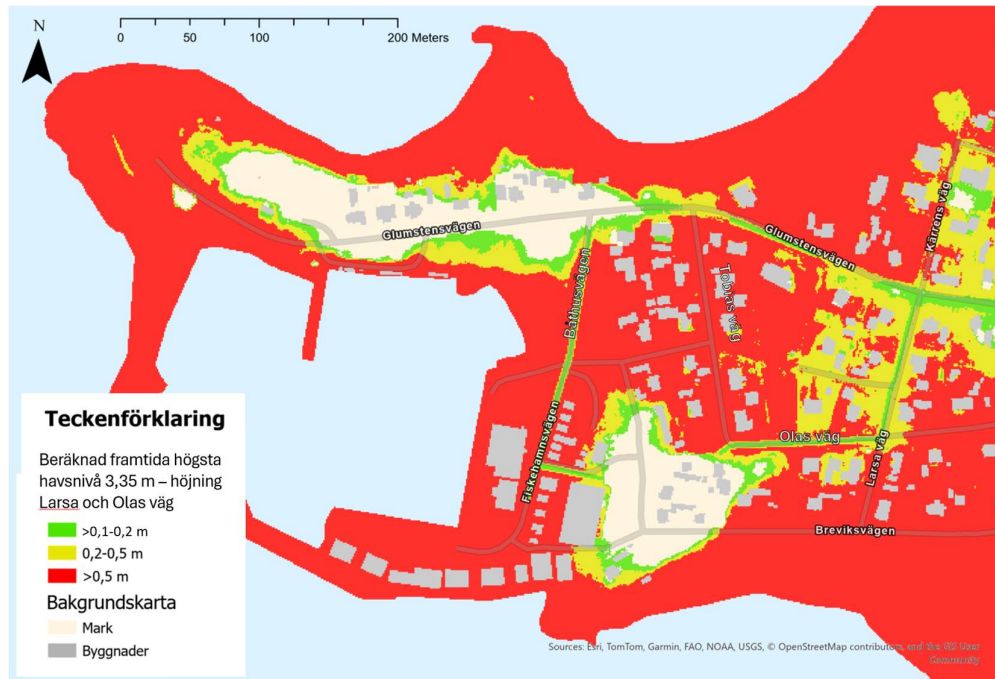 N
0 50 100 200 Meters
Glumstensvägen
Båthusvägen
Tobias väg
Glumstensvägen
Kärrens väg
Fiskehamnsvägen
Olas väg
Larsa väg
Breviksvägen
Teckenförklaring
Beräknad framtida högsta
havsnivå 3,35 m – höjning
Larsa och Olas väg
>0,1-0,2 m
0,2-0,5 m
>0,5 m
Bakgrundskarta
Mark
Byggnader
Sources: Esri, TomTom, Garmin, FAO, NOAA, USGS, © OpenStreetMap contributors, and the GIS User
Community